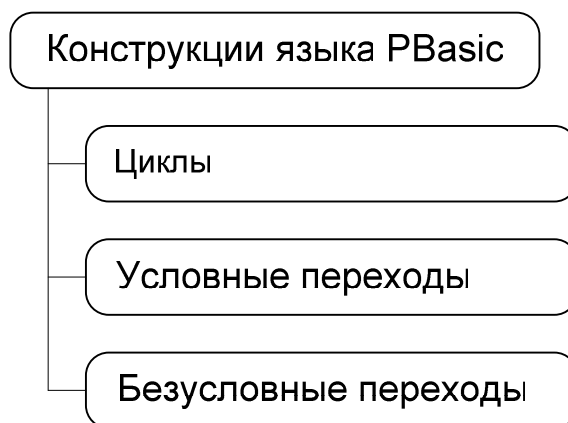 Конструкции языка PBasic
Циклы
Условные переходы
Безусловные переходы